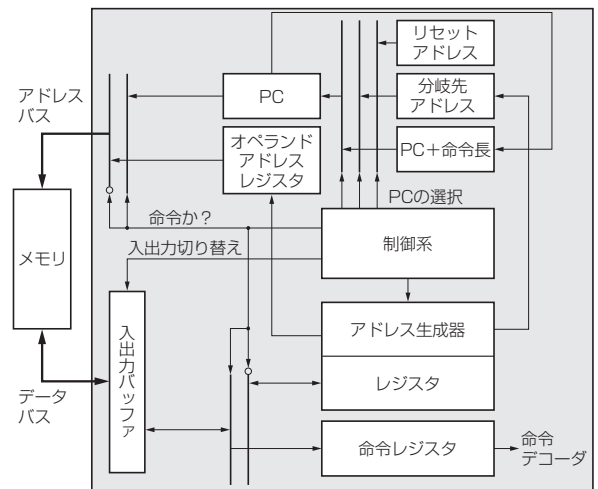 リセット
アドレス
アドレス
バス
PC
分岐先
アドレス
オペランド
アドレス
レジスタ
PC＋命令長
PCの選択
命令か？
制御系
入出力切り替え
メモリ
アドレス生成器
入出力バッファ
レジスタ
データ
バス
命令レジスタ
命令
デコーダ